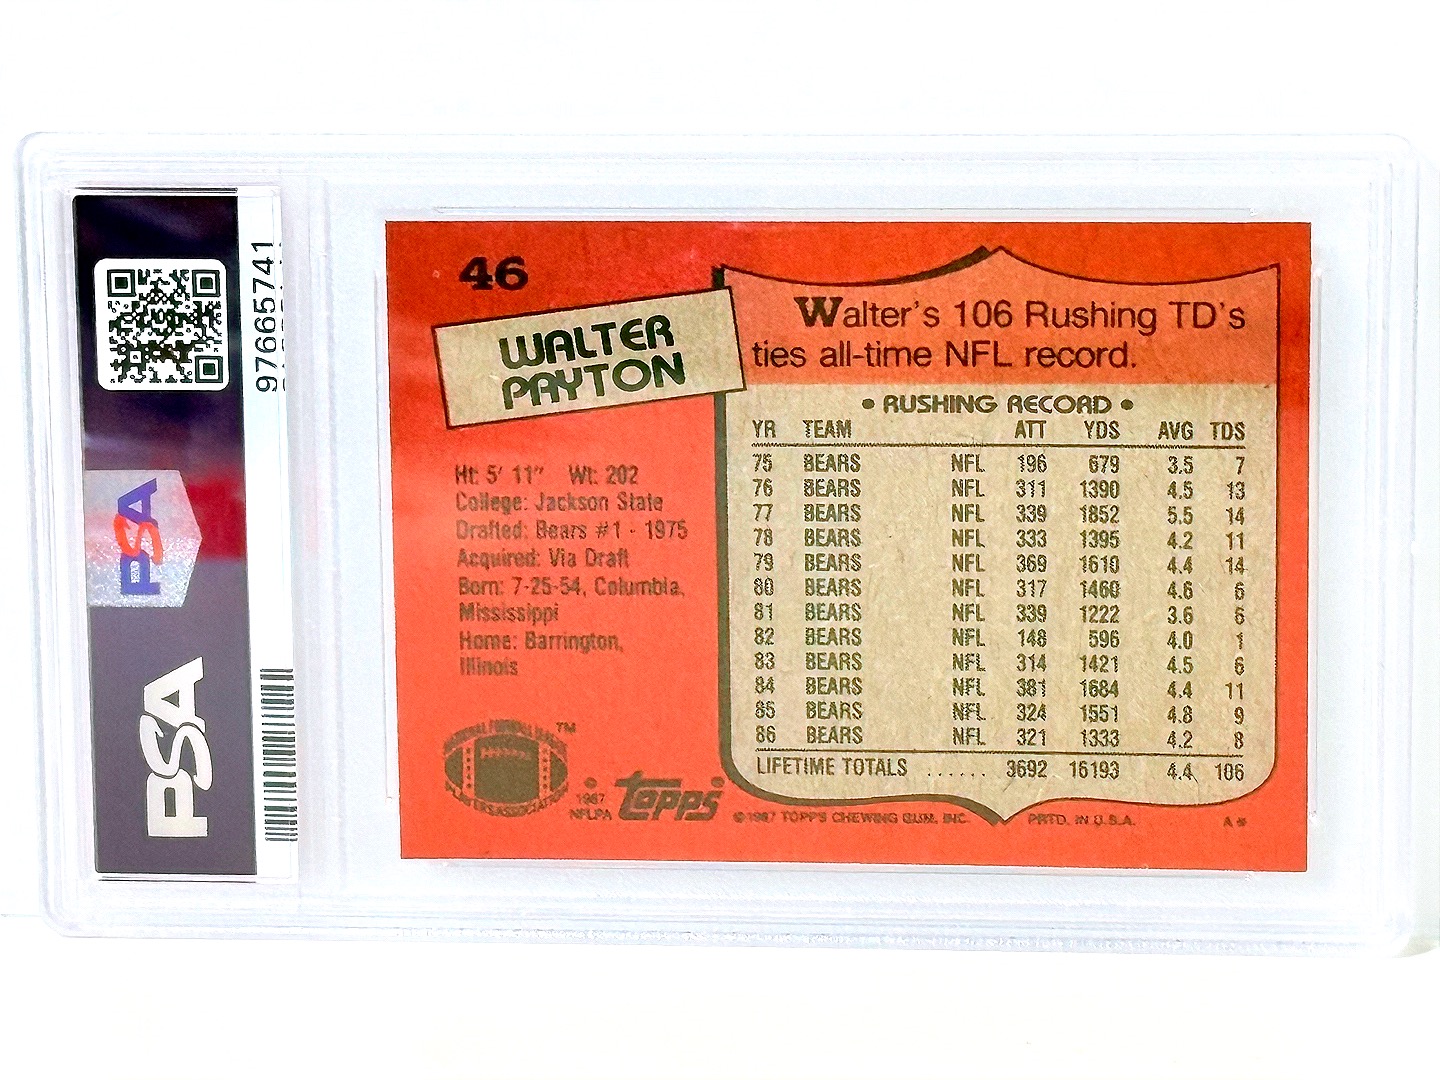 97665741
PSA
PSA
46
WALTER
PAYTON
Ht: 5' 11" Wt: 202
College: Jackson State
Drafted: Bears #1 - 1975
Acquired: Via Draft
Born: 7-25-54, Columbia,
Mississippi
Home: Barrington,
Illinois
TM
PLAYERS ASSOCIATION
1987
NFLPA
topps
Walter's 106 Rushing TD's
ties all-time NFL record.
• RUSHING RECORD •
YR TEAM ATT YDS AVG TDS
75 BEARS NFL 196 679 3.5 7
76 BEARS NFL 311 1390 4.5 13
77 BEARS NFL 339 1852 5.5 14
78 BEARS NFL 333 1395 4.2 11
79 BEARS NFL 369 1610 4.4 14
80 BEARS NFL 317 1460 4.6 6
81 BEARS NFL 339 1222 3.6 6
82 BEARS NFL 148 596 4.0 1
83 BEARS NFL 314 1421 4.5 6
84 BEARS NFL 381 1684 4.4 11
85 BEARS NFL 324 1551 4.8 9
86 BEARS NFL 321 1333 4.2 8
LIFETIME TOTALS ...... 3692 16193 4.4 106
© 1987 TOPPS CHEWING GUM, INC. PRTD. IN U.S.A. A*